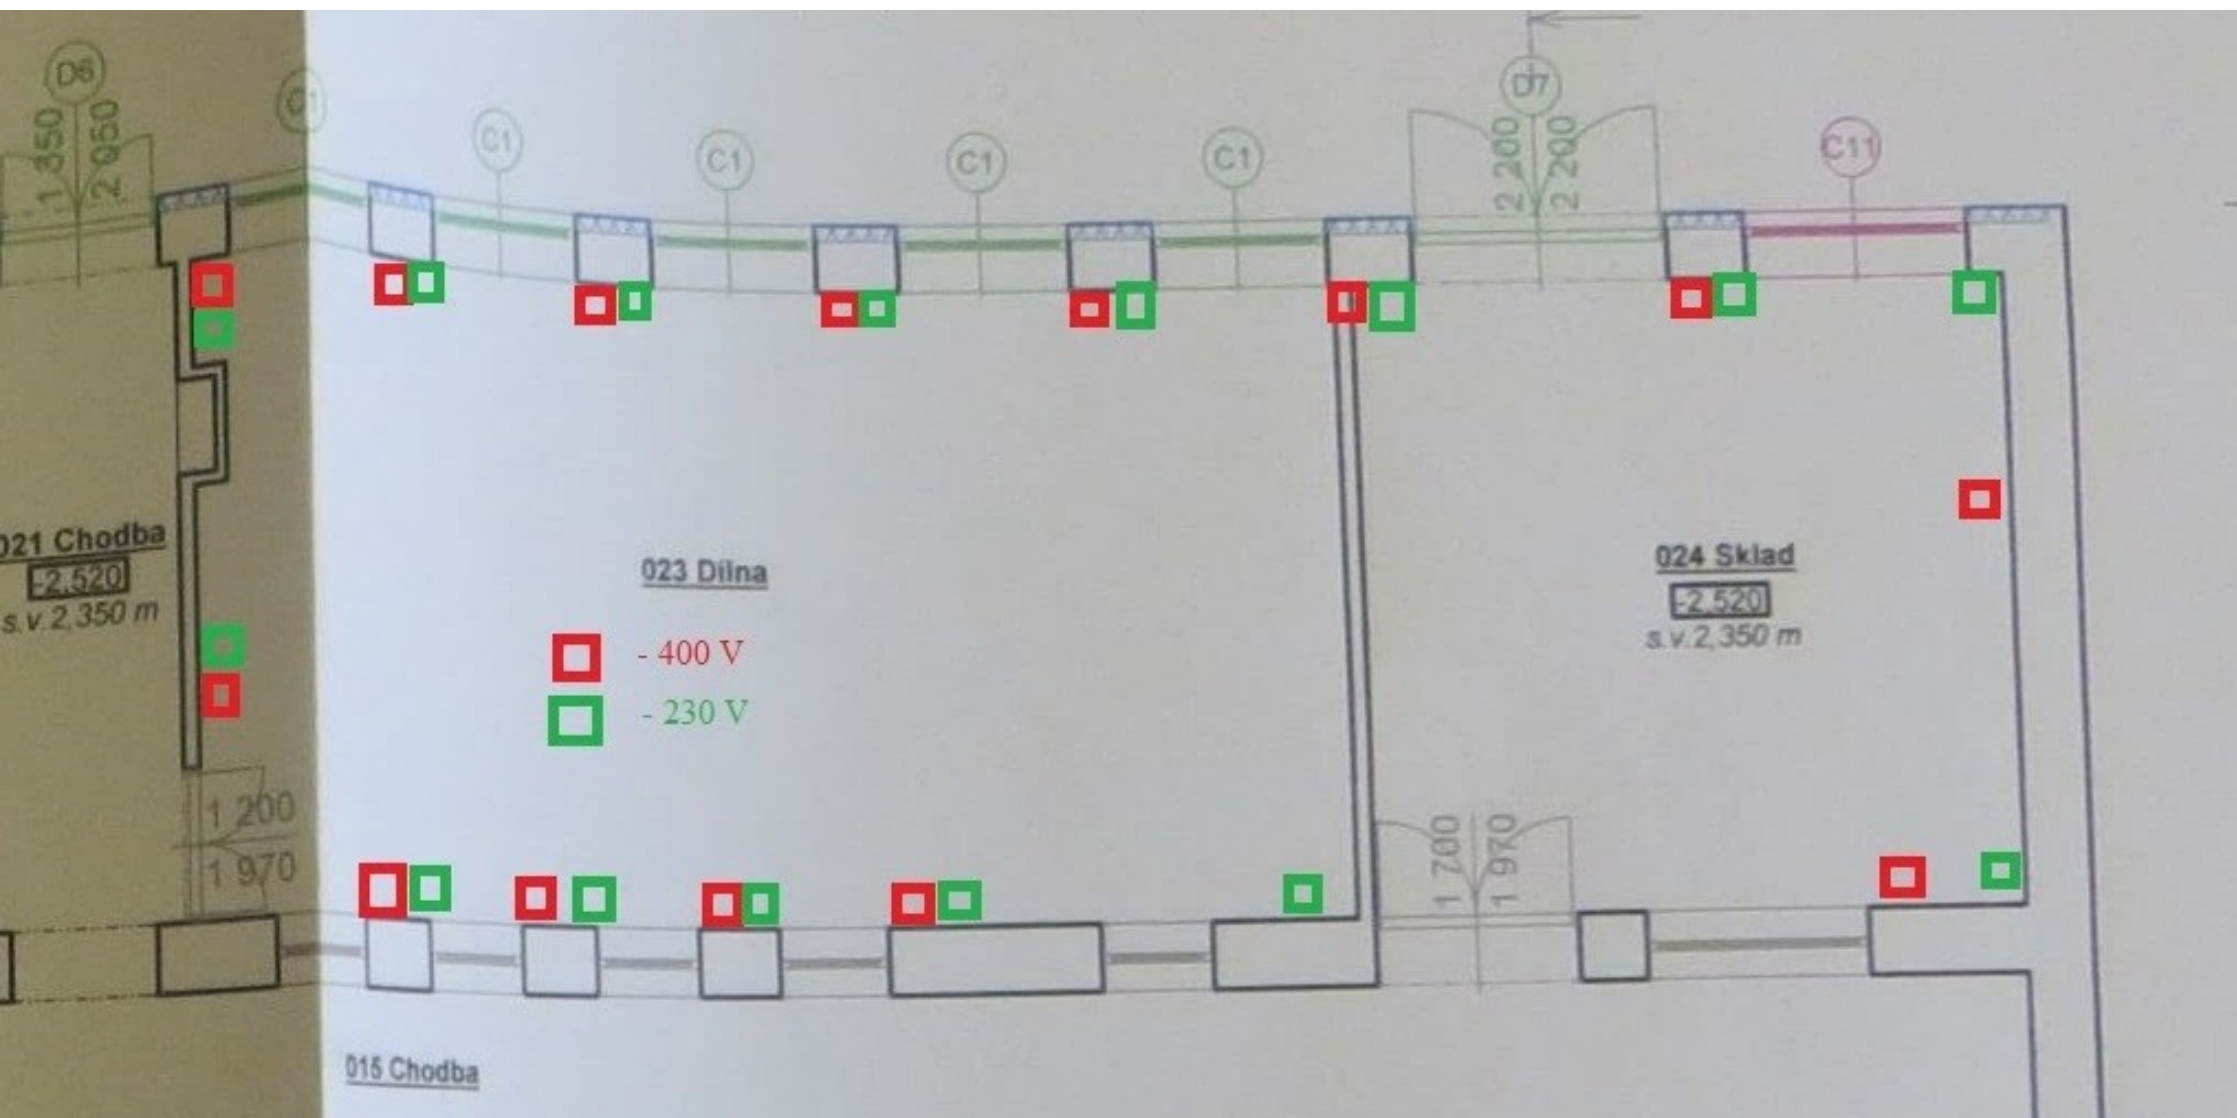 D6
1 350
2 050
C1
C1
C1
C1
C1
D7
2 200
2 200
C11
021 Chodba
-2.520
s.v.2,350 m
023 Dílna
- 400 V
- 230 V
024 Sklad
-2.520
s.v.2,350 m
1 200
1 970
1 700
1 970
015 Chodba